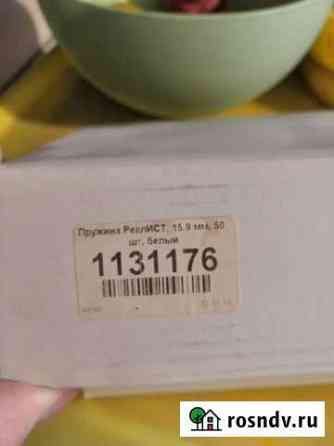 Пружина РеалИСТ, 15.9 мм, 50
шт, белый
1131176
rosndv.ru